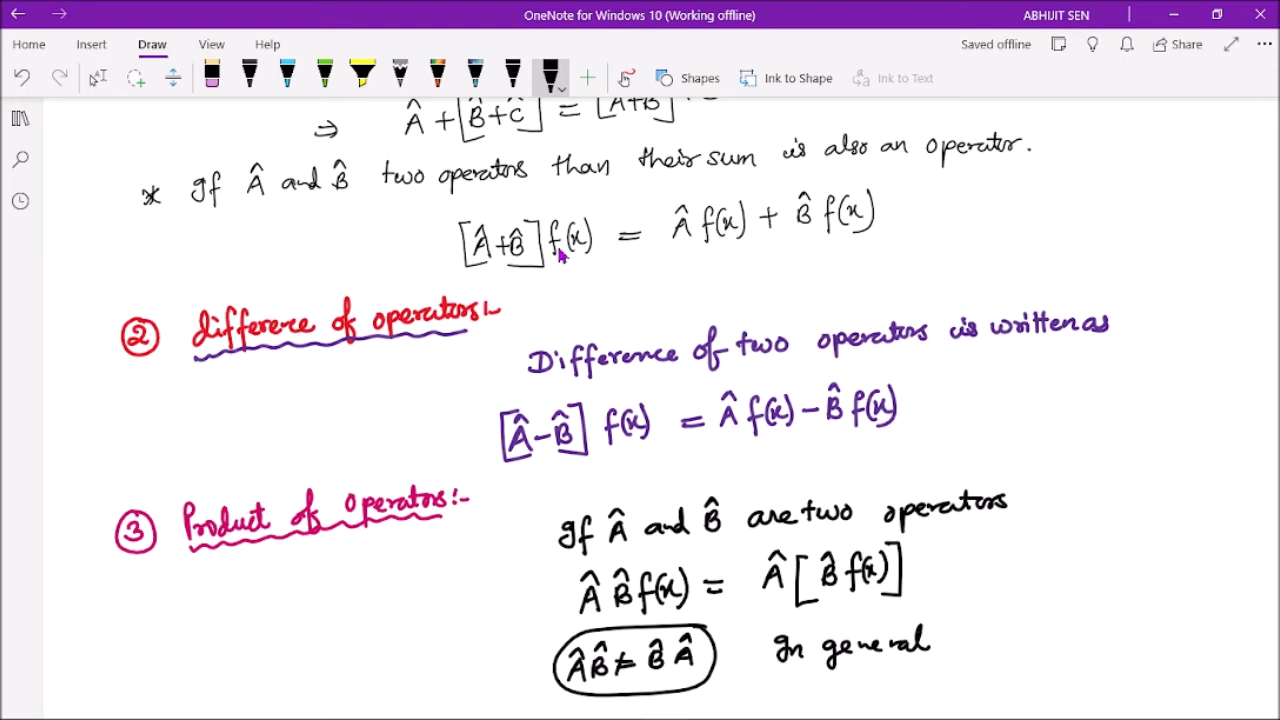 OneNote for Windows 10 (Working offline)
ABHIJIT SEN
Home Insert Draw View Help
Saved offline
Share
Shapes
Ink to Shape
Ink to Text
⇒ Â + [B̂ + Ĉ] = [A+B]
* If Â and B̂ two operators than their sum is also an operator.
[Â+B̂] f(x) = Â f(x) + B̂ f(x)
② difference of operators:-
Difference of two operators is written as
[Â-B̂] f(x) = Â f(x) - B̂ f(x)
③ Product of Operators:-
If Â and B̂ are two operators
Â B̂ f(x) = Â [B̂ f(x)]
ÂB̂ ≠ B̂ Â In general